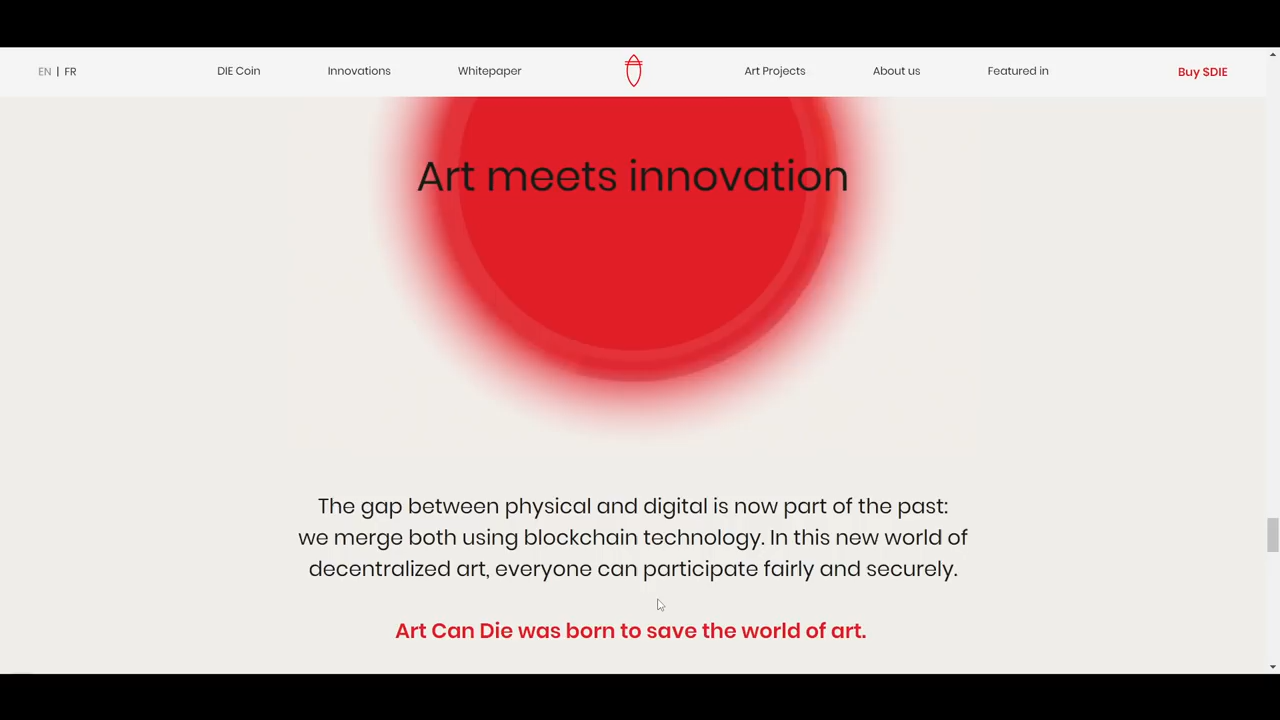 EN | FR
DIE Coin
Innovations
Whitepaper
Art Projects
About us
Featured in
Buy $DIE
Art meets innovation
The gap between physical and digital is now part of the past:
we merge both using blockchain technology. In this new world of
decentralized art, everyone can participate fairly and securely.
Art Can Die was born to save the world of art.